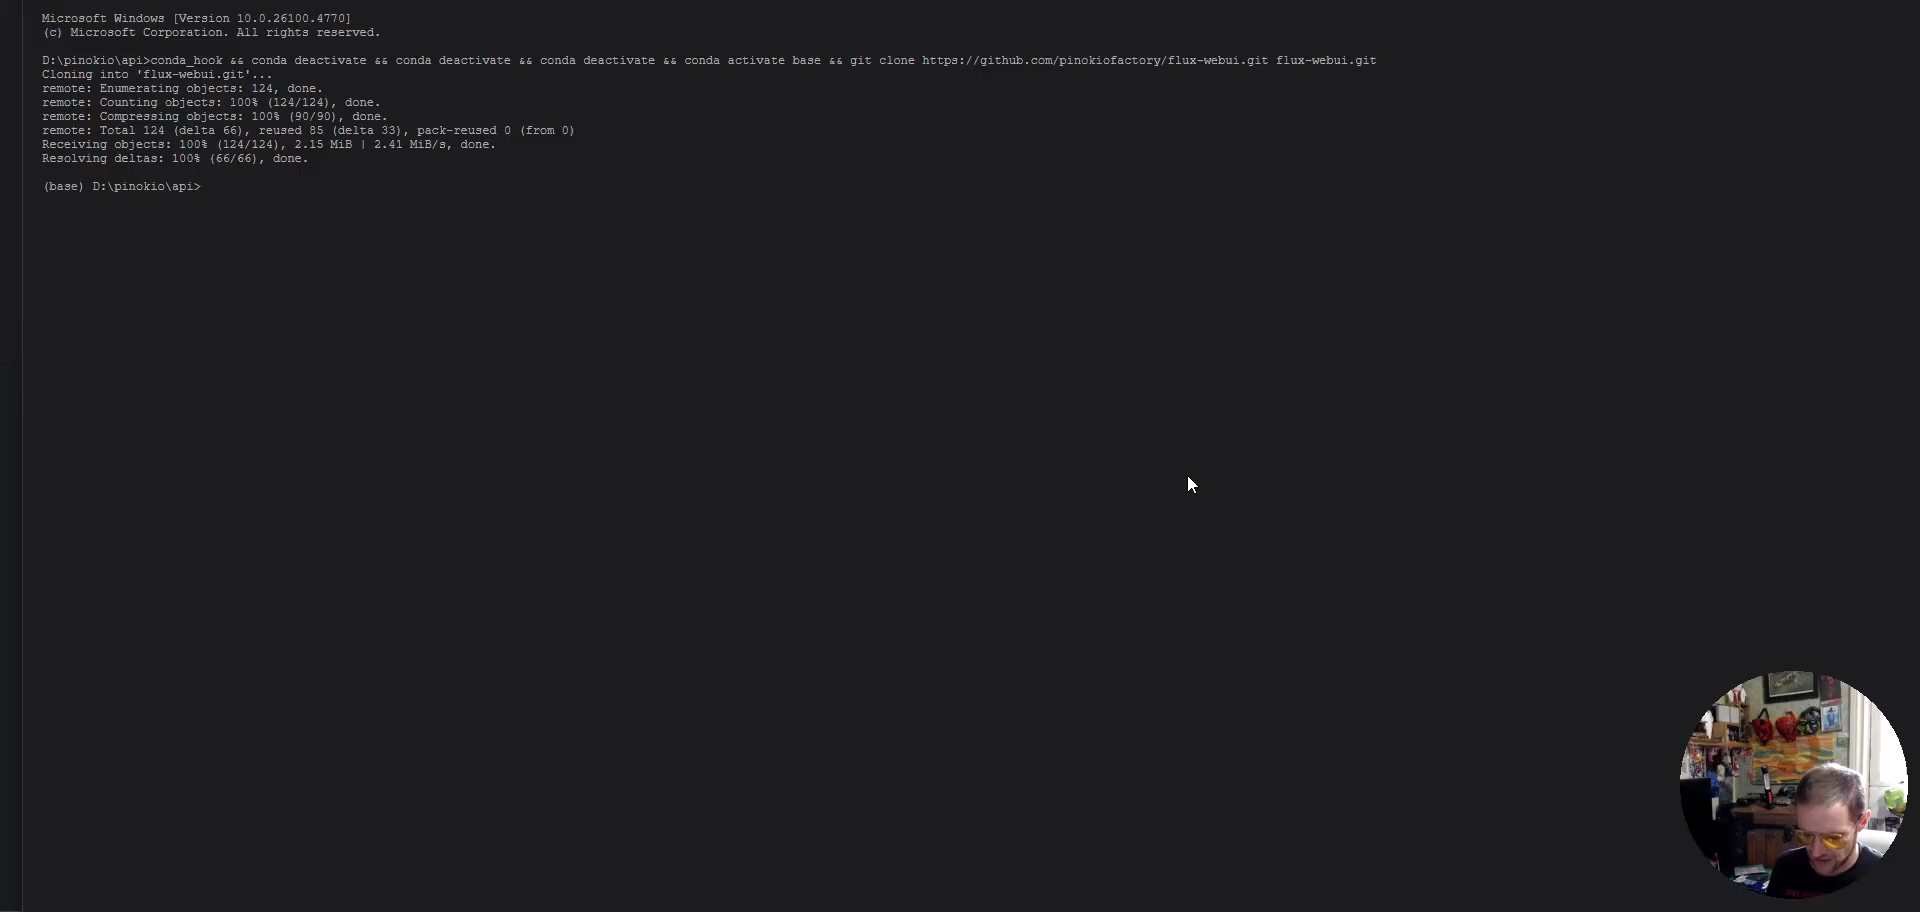 Microsoft Windows [Version 10.0.26100.4770]
(c) Microsoft Corporation. All rights reserved.
D:\pinokio\api>conda_hook && conda deactivate && conda deactivate && conda deactivate && conda activate base && git clone https://github.com/pinokiofactory/flux-webui.git flux-webui.git
Cloning into 'flux-webui.git'...
remote: Enumerating objects: 124, done.
remote: Counting objects: 100% (124/124), done.
remote: Compressing objects: 100% (90/90), done.
remote: Total 124 (delta 66), reused 85 (delta 33), pack-reused 0 (from 0)
Receiving objects: 100% (124/124), 2.15 MiB | 2.41 MiB/s, done.
Resolving deltas: 100% (66/66), done.
(base) D:\pinokio\api>